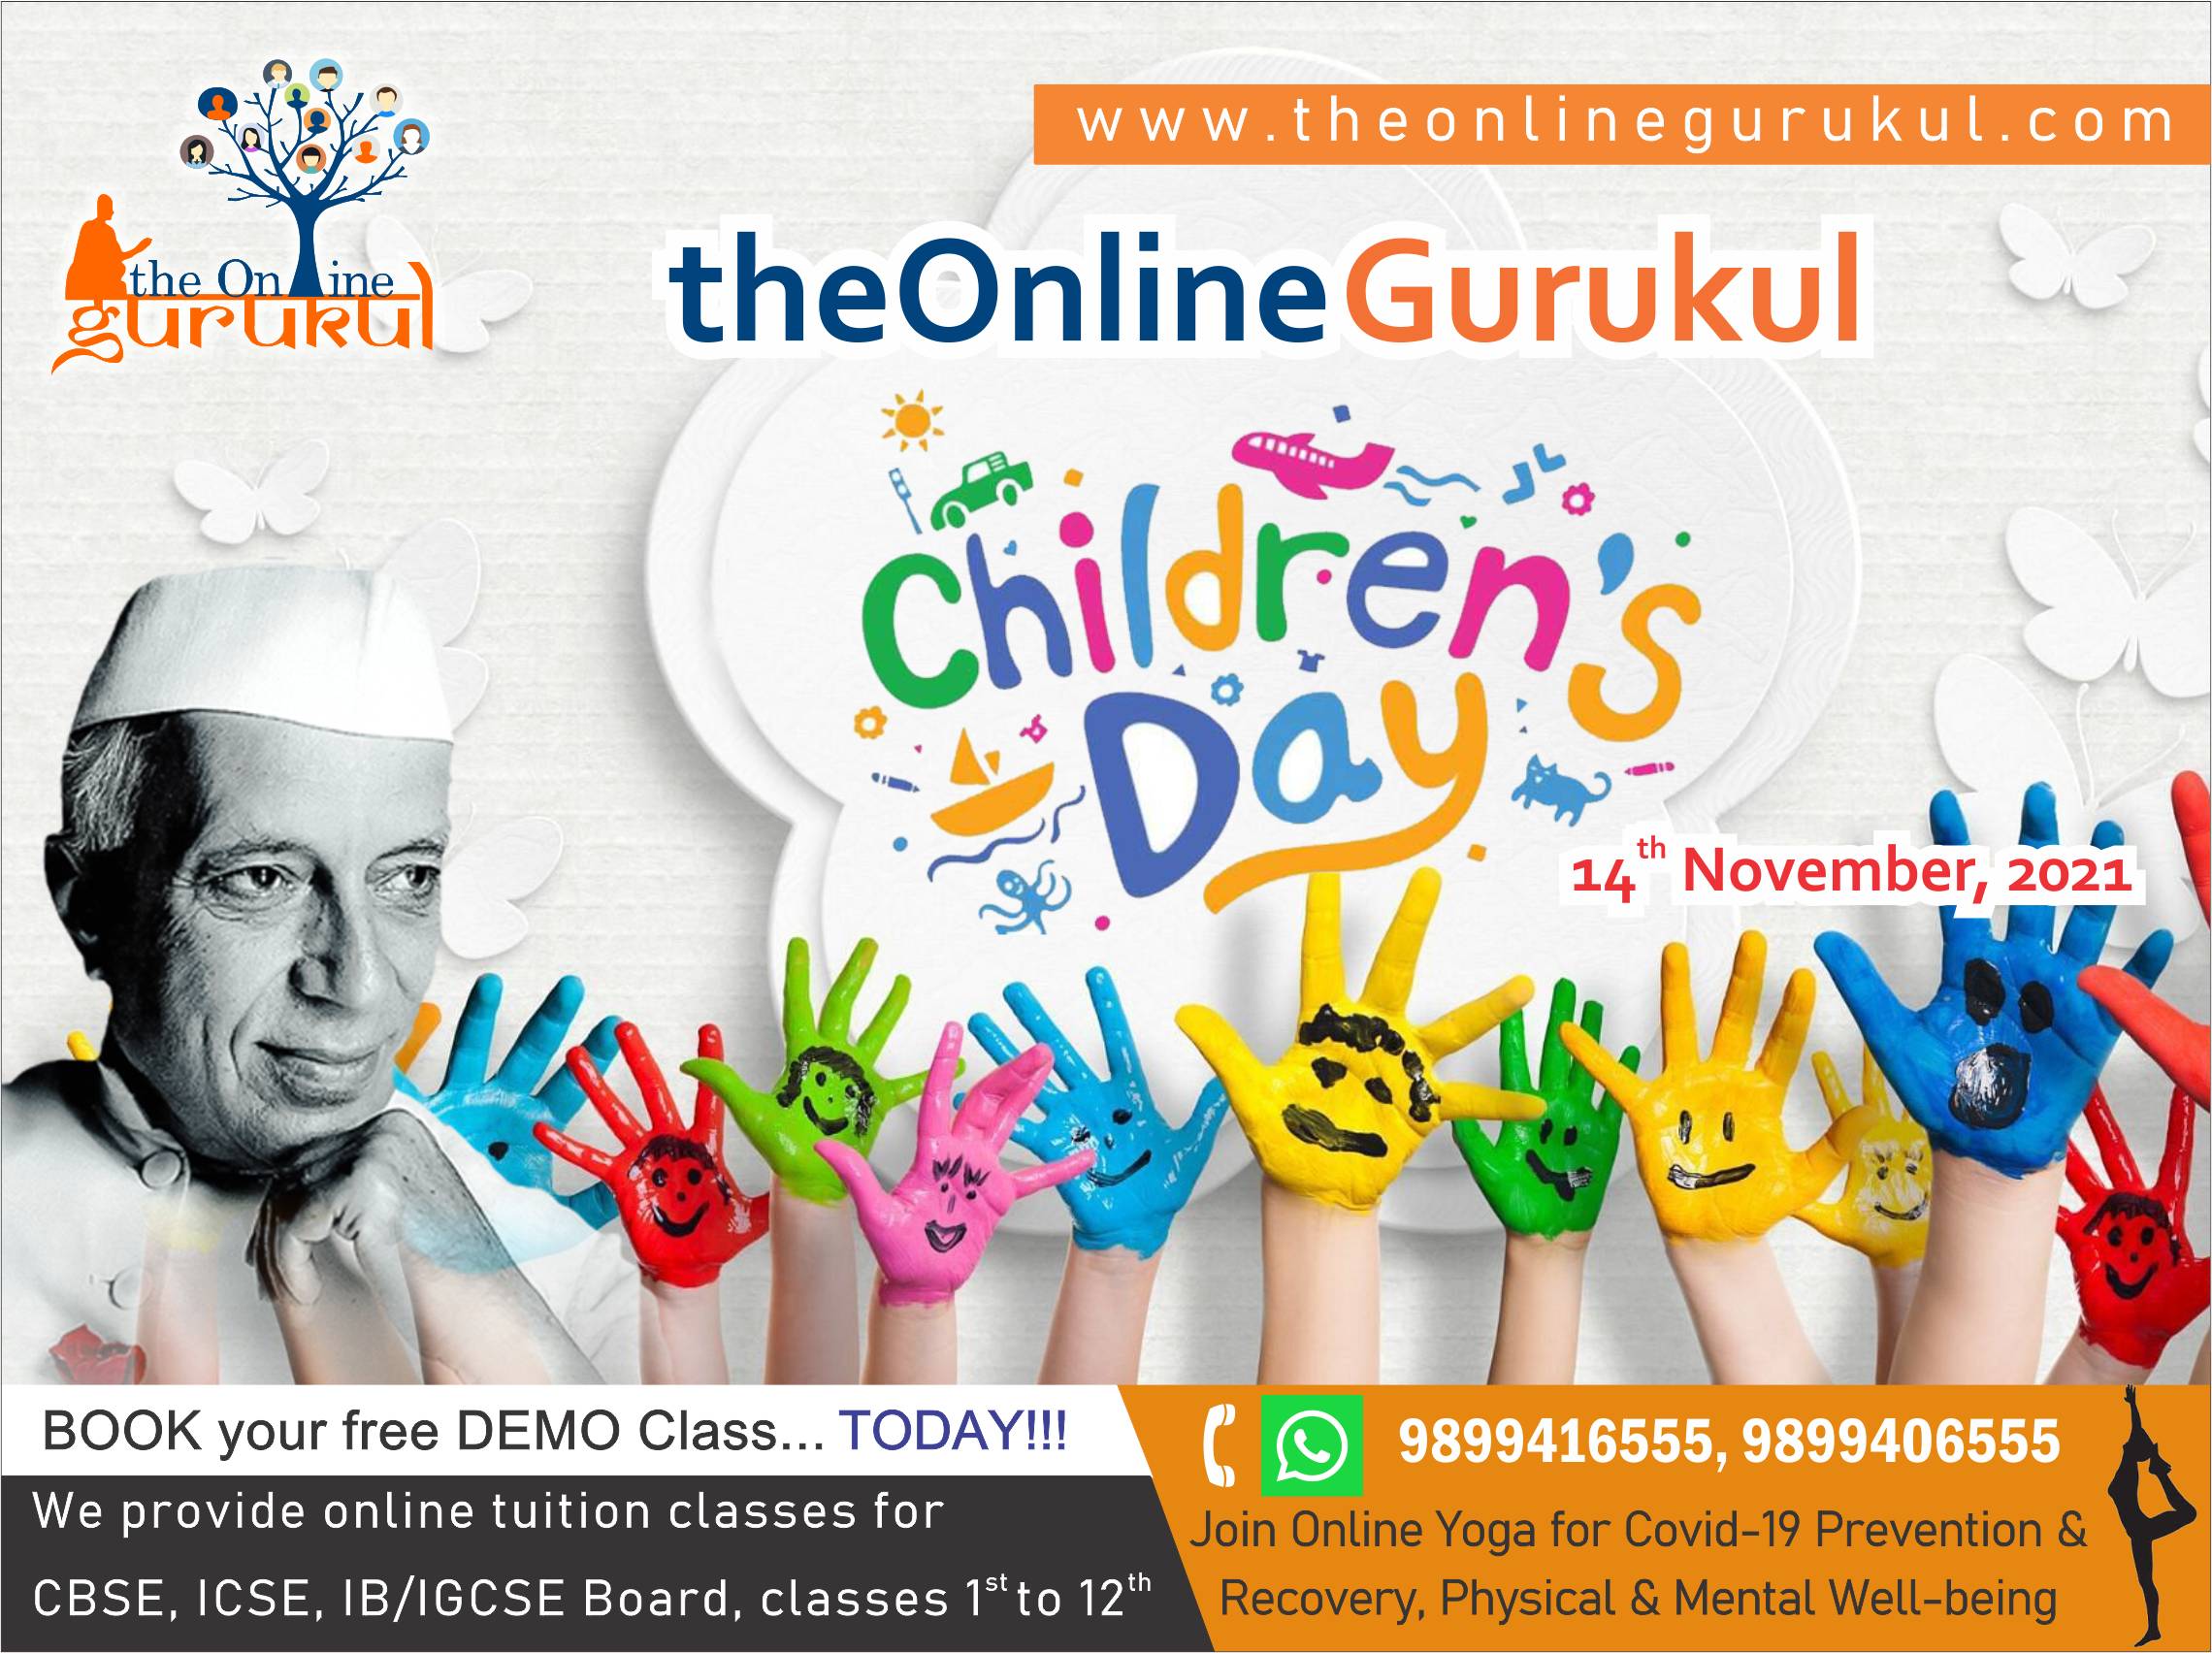 www.theonlinegurukul.com
the Online
gurukul
theOnlineGurukul
Children's
Day
14th November, 2021
BOOK your free DEMO Class... TODAY!!!
We provide online tuition classes for
CBSE, ICSE, IB/IGCSE Board, classes 1st to 12th
9899416555, 9899406555
Join Online Yoga for Covid-19 Prevention &
Recovery, Physical & Mental Well-being